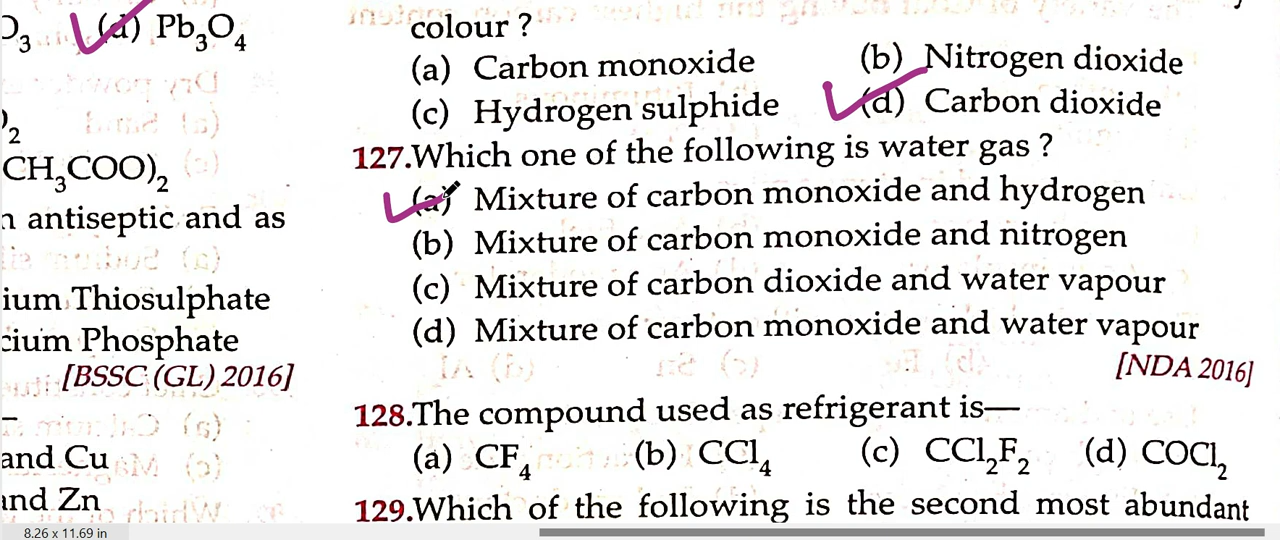 O3 (d) Pb3O4
)2
CH3COO)2
n antiseptic and as
ium Thiosulphate
cium Phosphate
[BSSC (GL) 2016]
and Cu
and Zn
colour ?
(a) Carbon monoxide (b) Nitrogen dioxide
(c) Hydrogen sulphide (d) Carbon dioxide
127.Which one of the following is water gas ?
(a) Mixture of carbon monoxide and hydrogen
(b) Mixture of carbon monoxide and nitrogen
(c) Mixture of carbon dioxide and water vapour
(d) Mixture of carbon monoxide and water vapour
[NDA 2016]
128.The compound used as refrigerant is—
(a) CF4 (b) CCl4 (c) CCl2F2 (d) COCl2
129.Which of the following is the second most abundant
8.26 x 11.69 in